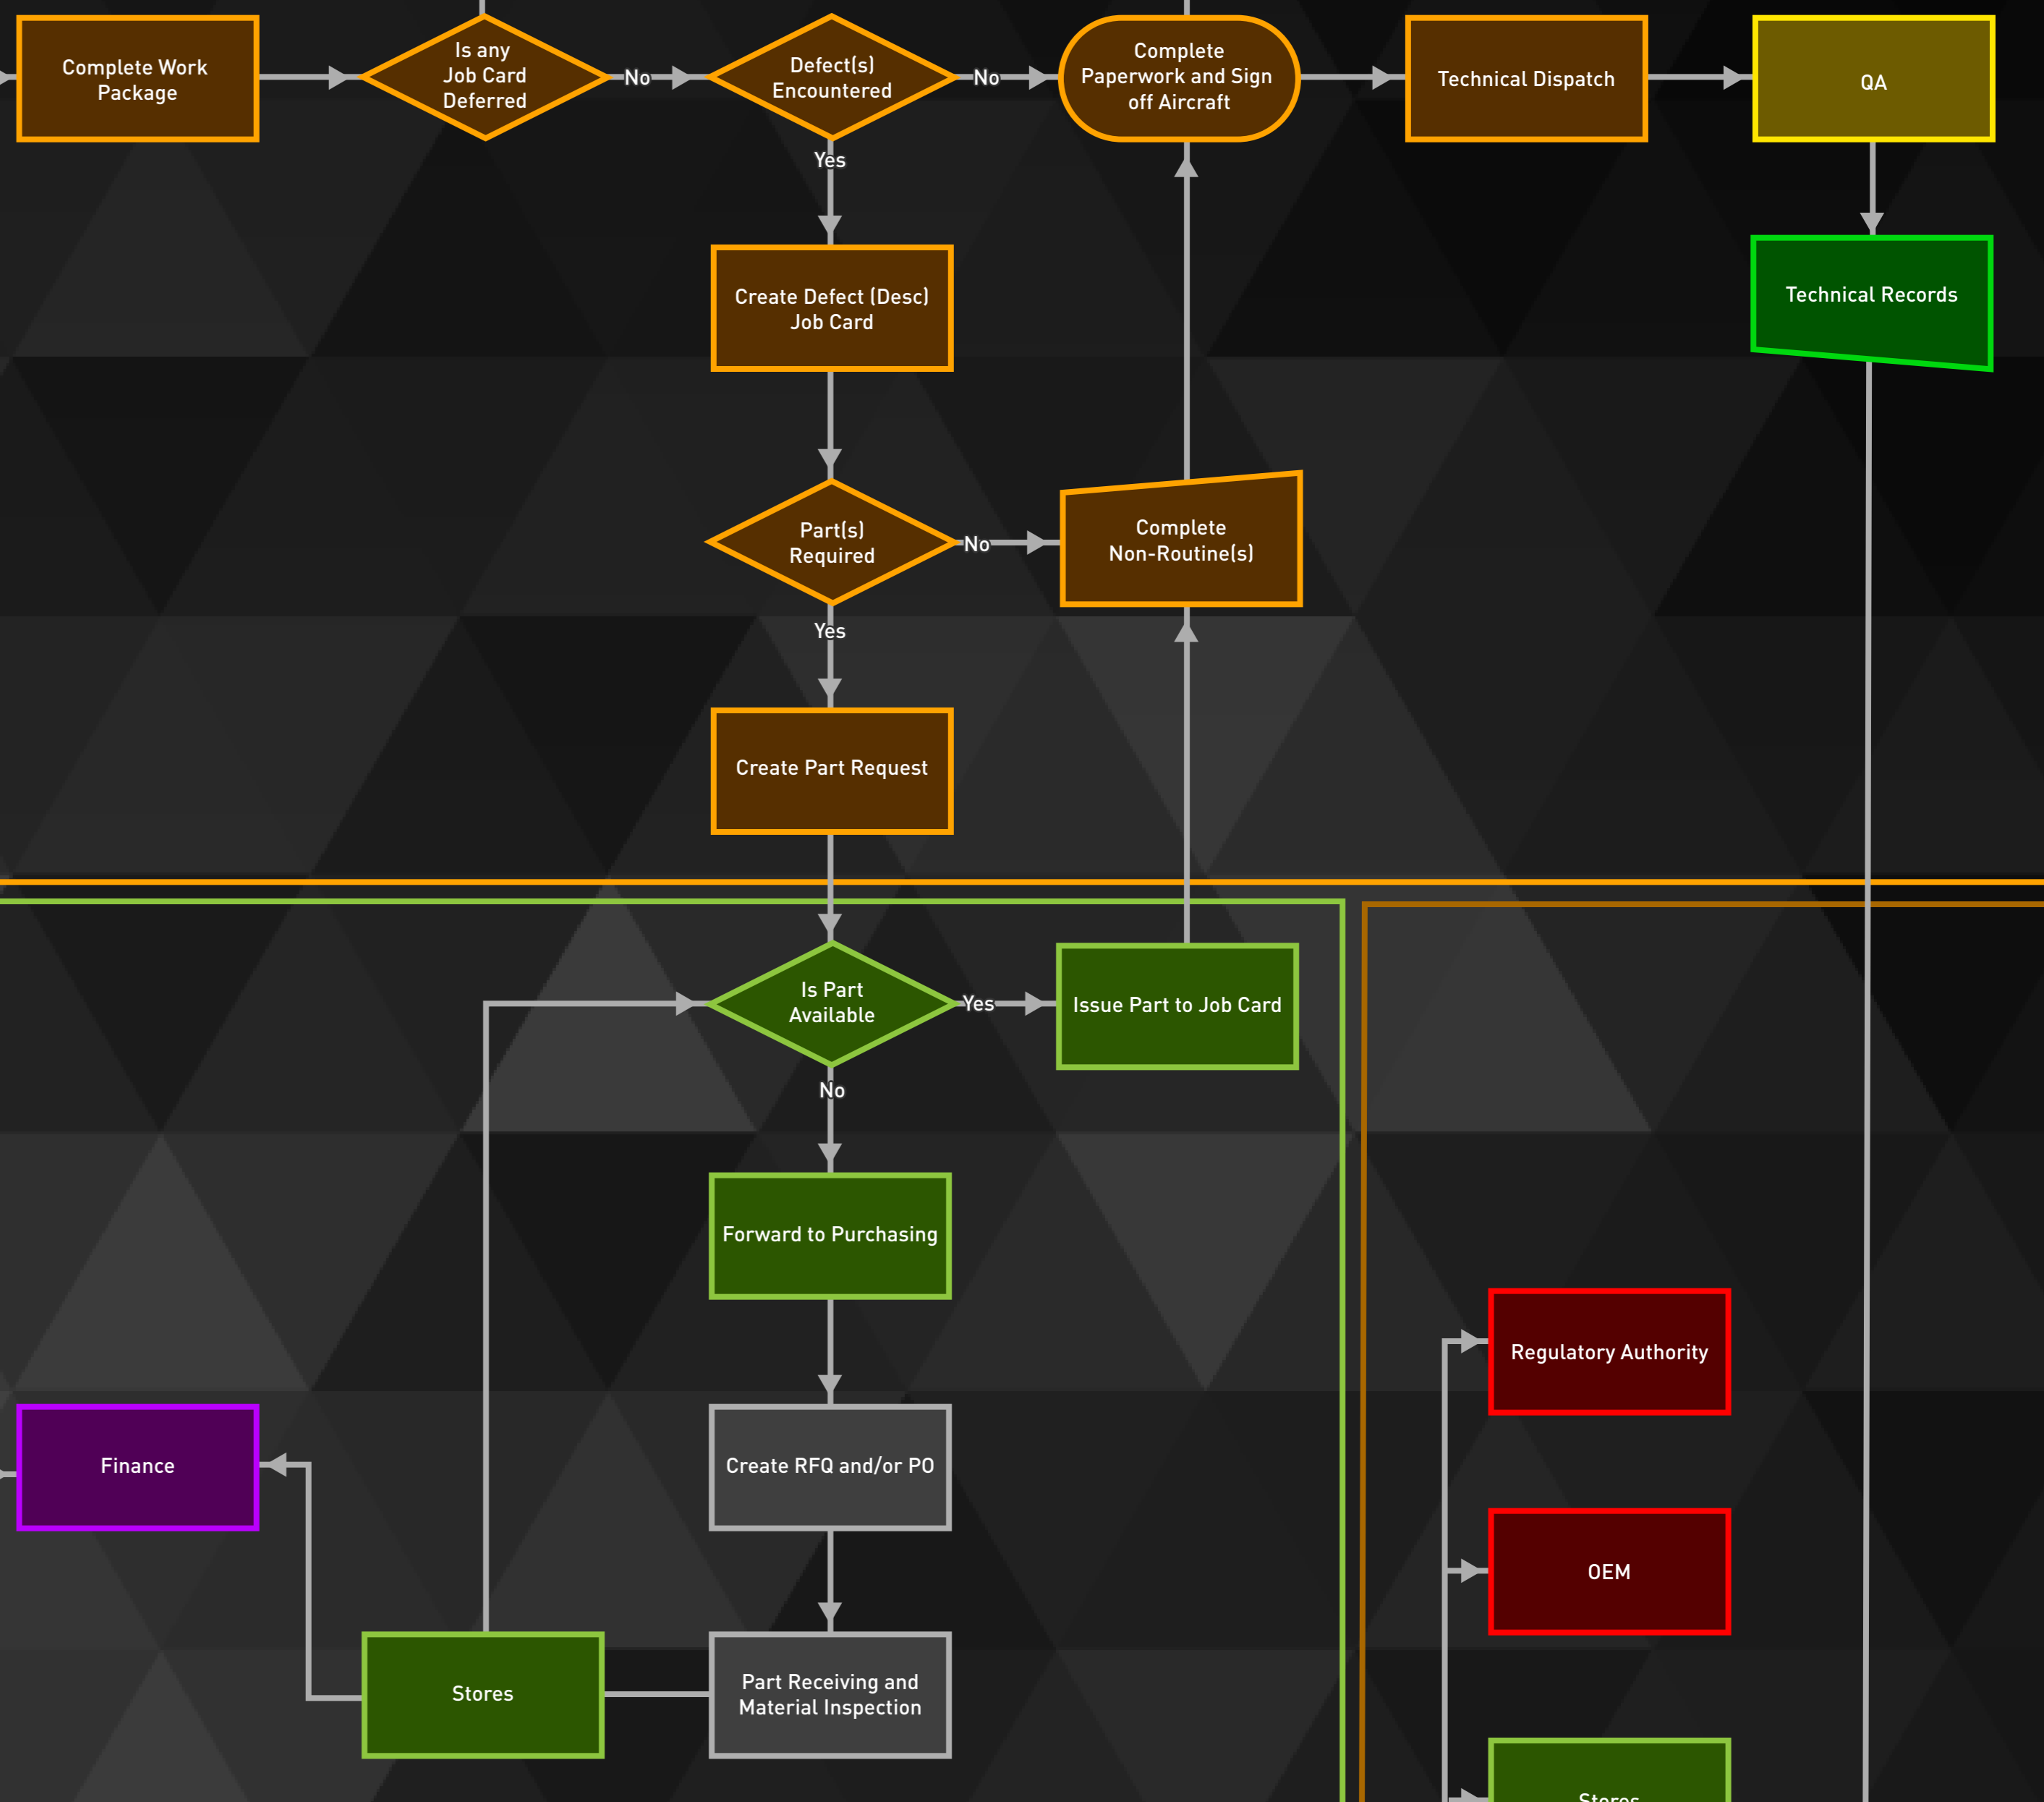 Complete Work
Package
Is any
Job Card
Deferred
No
Defect(s)
Encountered
No
Complete
Paperwork and Sign
off Aircraft
Technical Dispatch
QA
Yes
Create Defect (Desc)
Job Card
Technical Records
Part(s)
Required
No
Complete
Non-Routine(s)
Yes
Create Part Request
Is Part
Available
Yes
Issue Part to Job Card
No
Forward to Purchasing
Regulatory Authority
Finance
Create RFQ and/or PO
OEM
Stores
Part Receiving and
Material Inspection
Stores